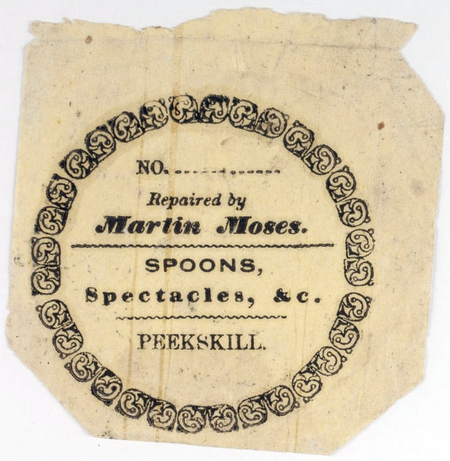 NO. ..................
Repaired by
Martin Moses.
SPOONS,
Spectacles, &c.
PEEKSKILL.